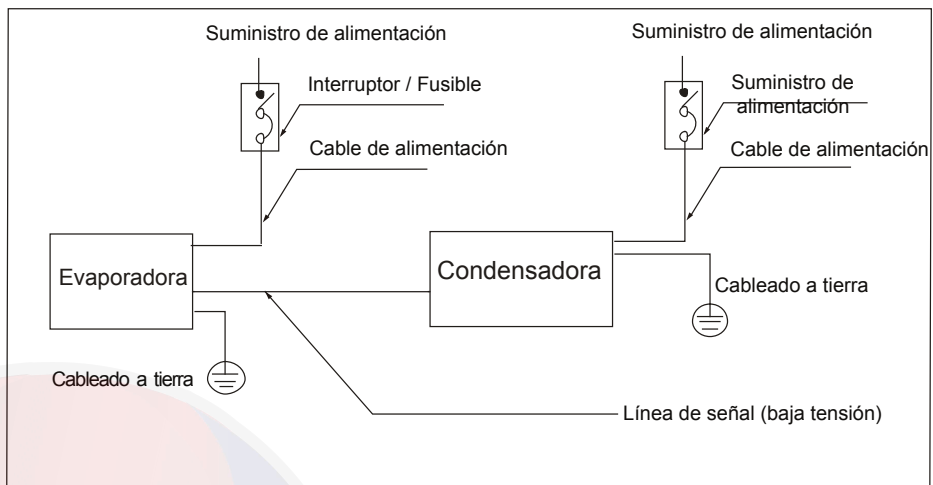 Suministro de alimentación
Suministro de alimentación
Interruptor / Fusible
Suministro de
alimentación
Cable de alimentación
Cable de alimentación
Evaporadora
Condensadora
Cableado a tierra
Cableado a tierra
Línea de señal (baja tensión)